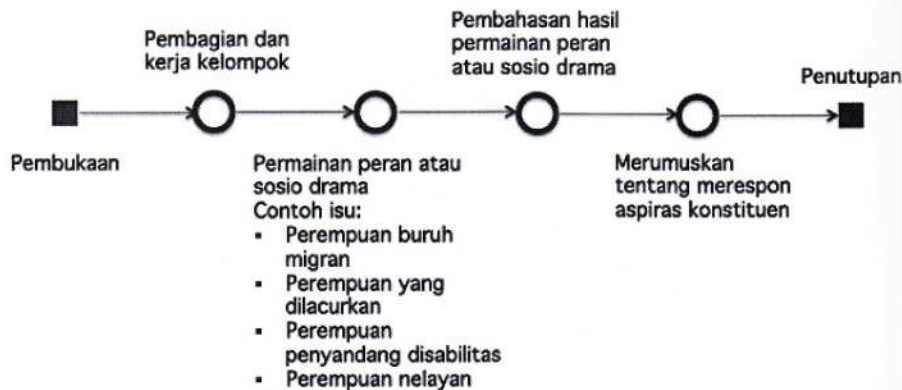 Pembukaan
Pembagian dan
kerja kelompok
Permainan peran atau
sosio drama
Contoh isu:
▪ Perempuan buruh
migran
▪ Perempuan yang
dilacurkan
▪ Perempuan
penyandang disabilitas
▪ Perempuan nelayan
Pembahasan hasil
permainan peran
atau sosio drama
Merumuskan
tentang merespon
aspiras konstituen
Penutupan